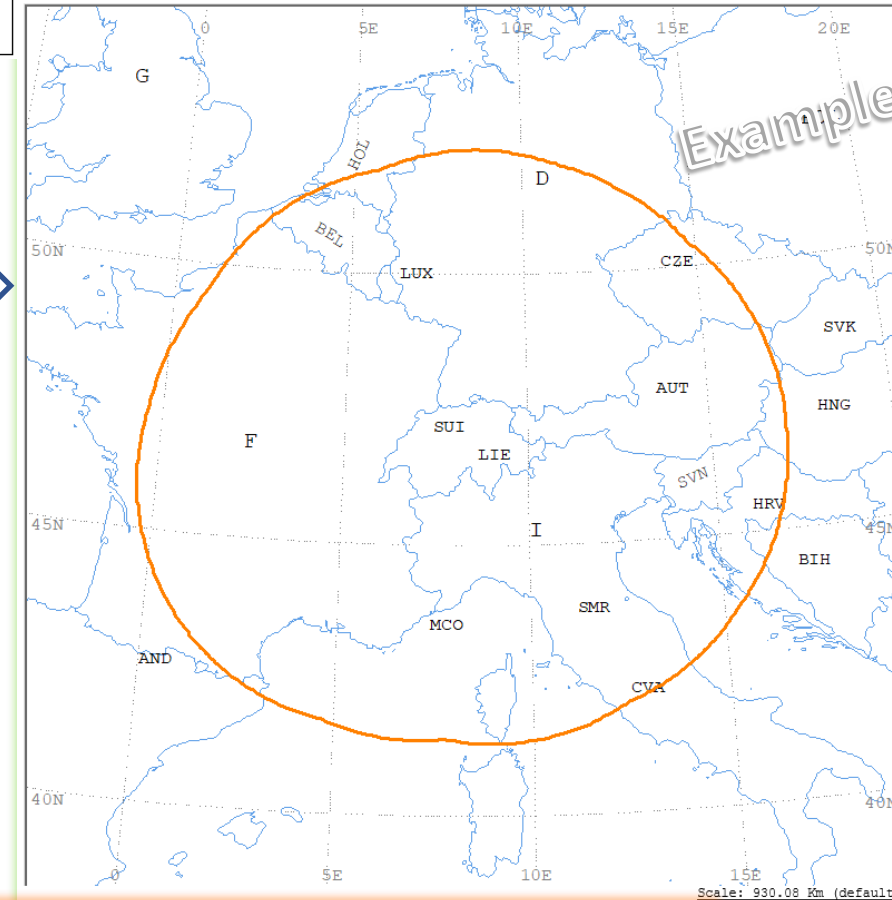 0 5E 10E 15E 20E
G
Example
HOL
D
BEL
50N 50N
LUX CZE
SVK
AUT
HNG
SUI
F
LIE
SVN
HRV
45N 45N
I
BIH
SMR
MCO
AND
CVA
40N 40N
0 5E 10E 15E
Scale: 930.08 Km (default